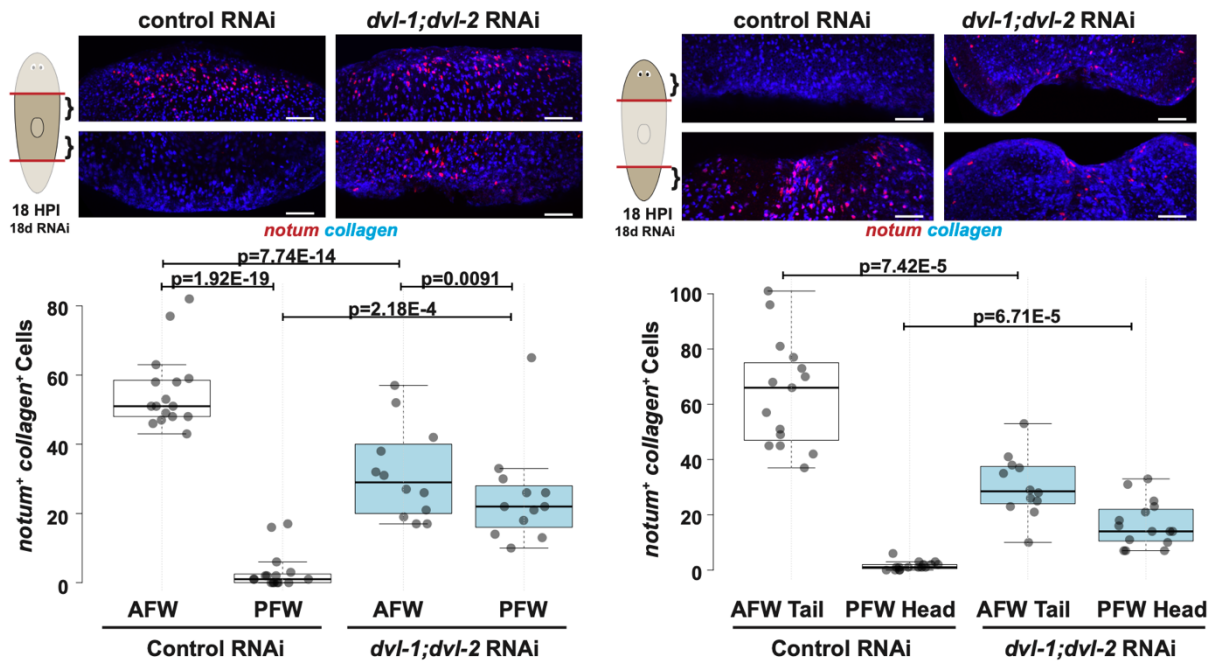 control RNAi dvl-1;dvl-2 RNAi
18 HPI
18d RNAi
notum collagen
p=7.74E-14
p=1.92E-19 p=0.0091
p=2.18E-4
notum+ collagen+ Cells
80
60
40
20
0
AFW PFW AFW PFW
Control RNAi dvl-1;dvl-2 RNAi
control RNAi dvl-1;dvl-2 RNAi
18 HPI
18d RNAi
notum collagen
p=7.42E-5
p=6.71E-5
notum+ collagen+ Cells
100
80
60
40
20
0
AFW Tail PFW Head AFW Tail PFW Head
Control RNAi dvl-1;dvl-2 RNAi